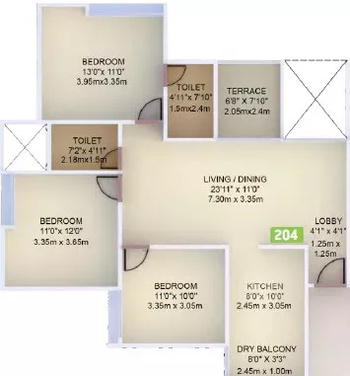 BEDROOM
13'0"x 11'0"
3.95mx3.35m
TOILET
4'11"x 7'10"
1.5mx2.4m
TERRACE
6'8" X 7'10"
2.05mx2.4m
TOILET
7'2"x 4'11"
2.18mx1.5m
LIVING / DINING
23'11"x 11'0"
7.30m x 3.35m
BEDROOM
11'0"x 12'0"
3.35m x 3.65m
LOBBY
4'1"x 4'1"
1.25m x
1.25m
204
BEDROOM
11'0"x 10'0"
3.35m x 3.05m
KITCHEN
8'0"x 10'0"
2.45m x 3.05m
DRY BALCONY
8'0" X 3'3"
2.45m x 1.00m